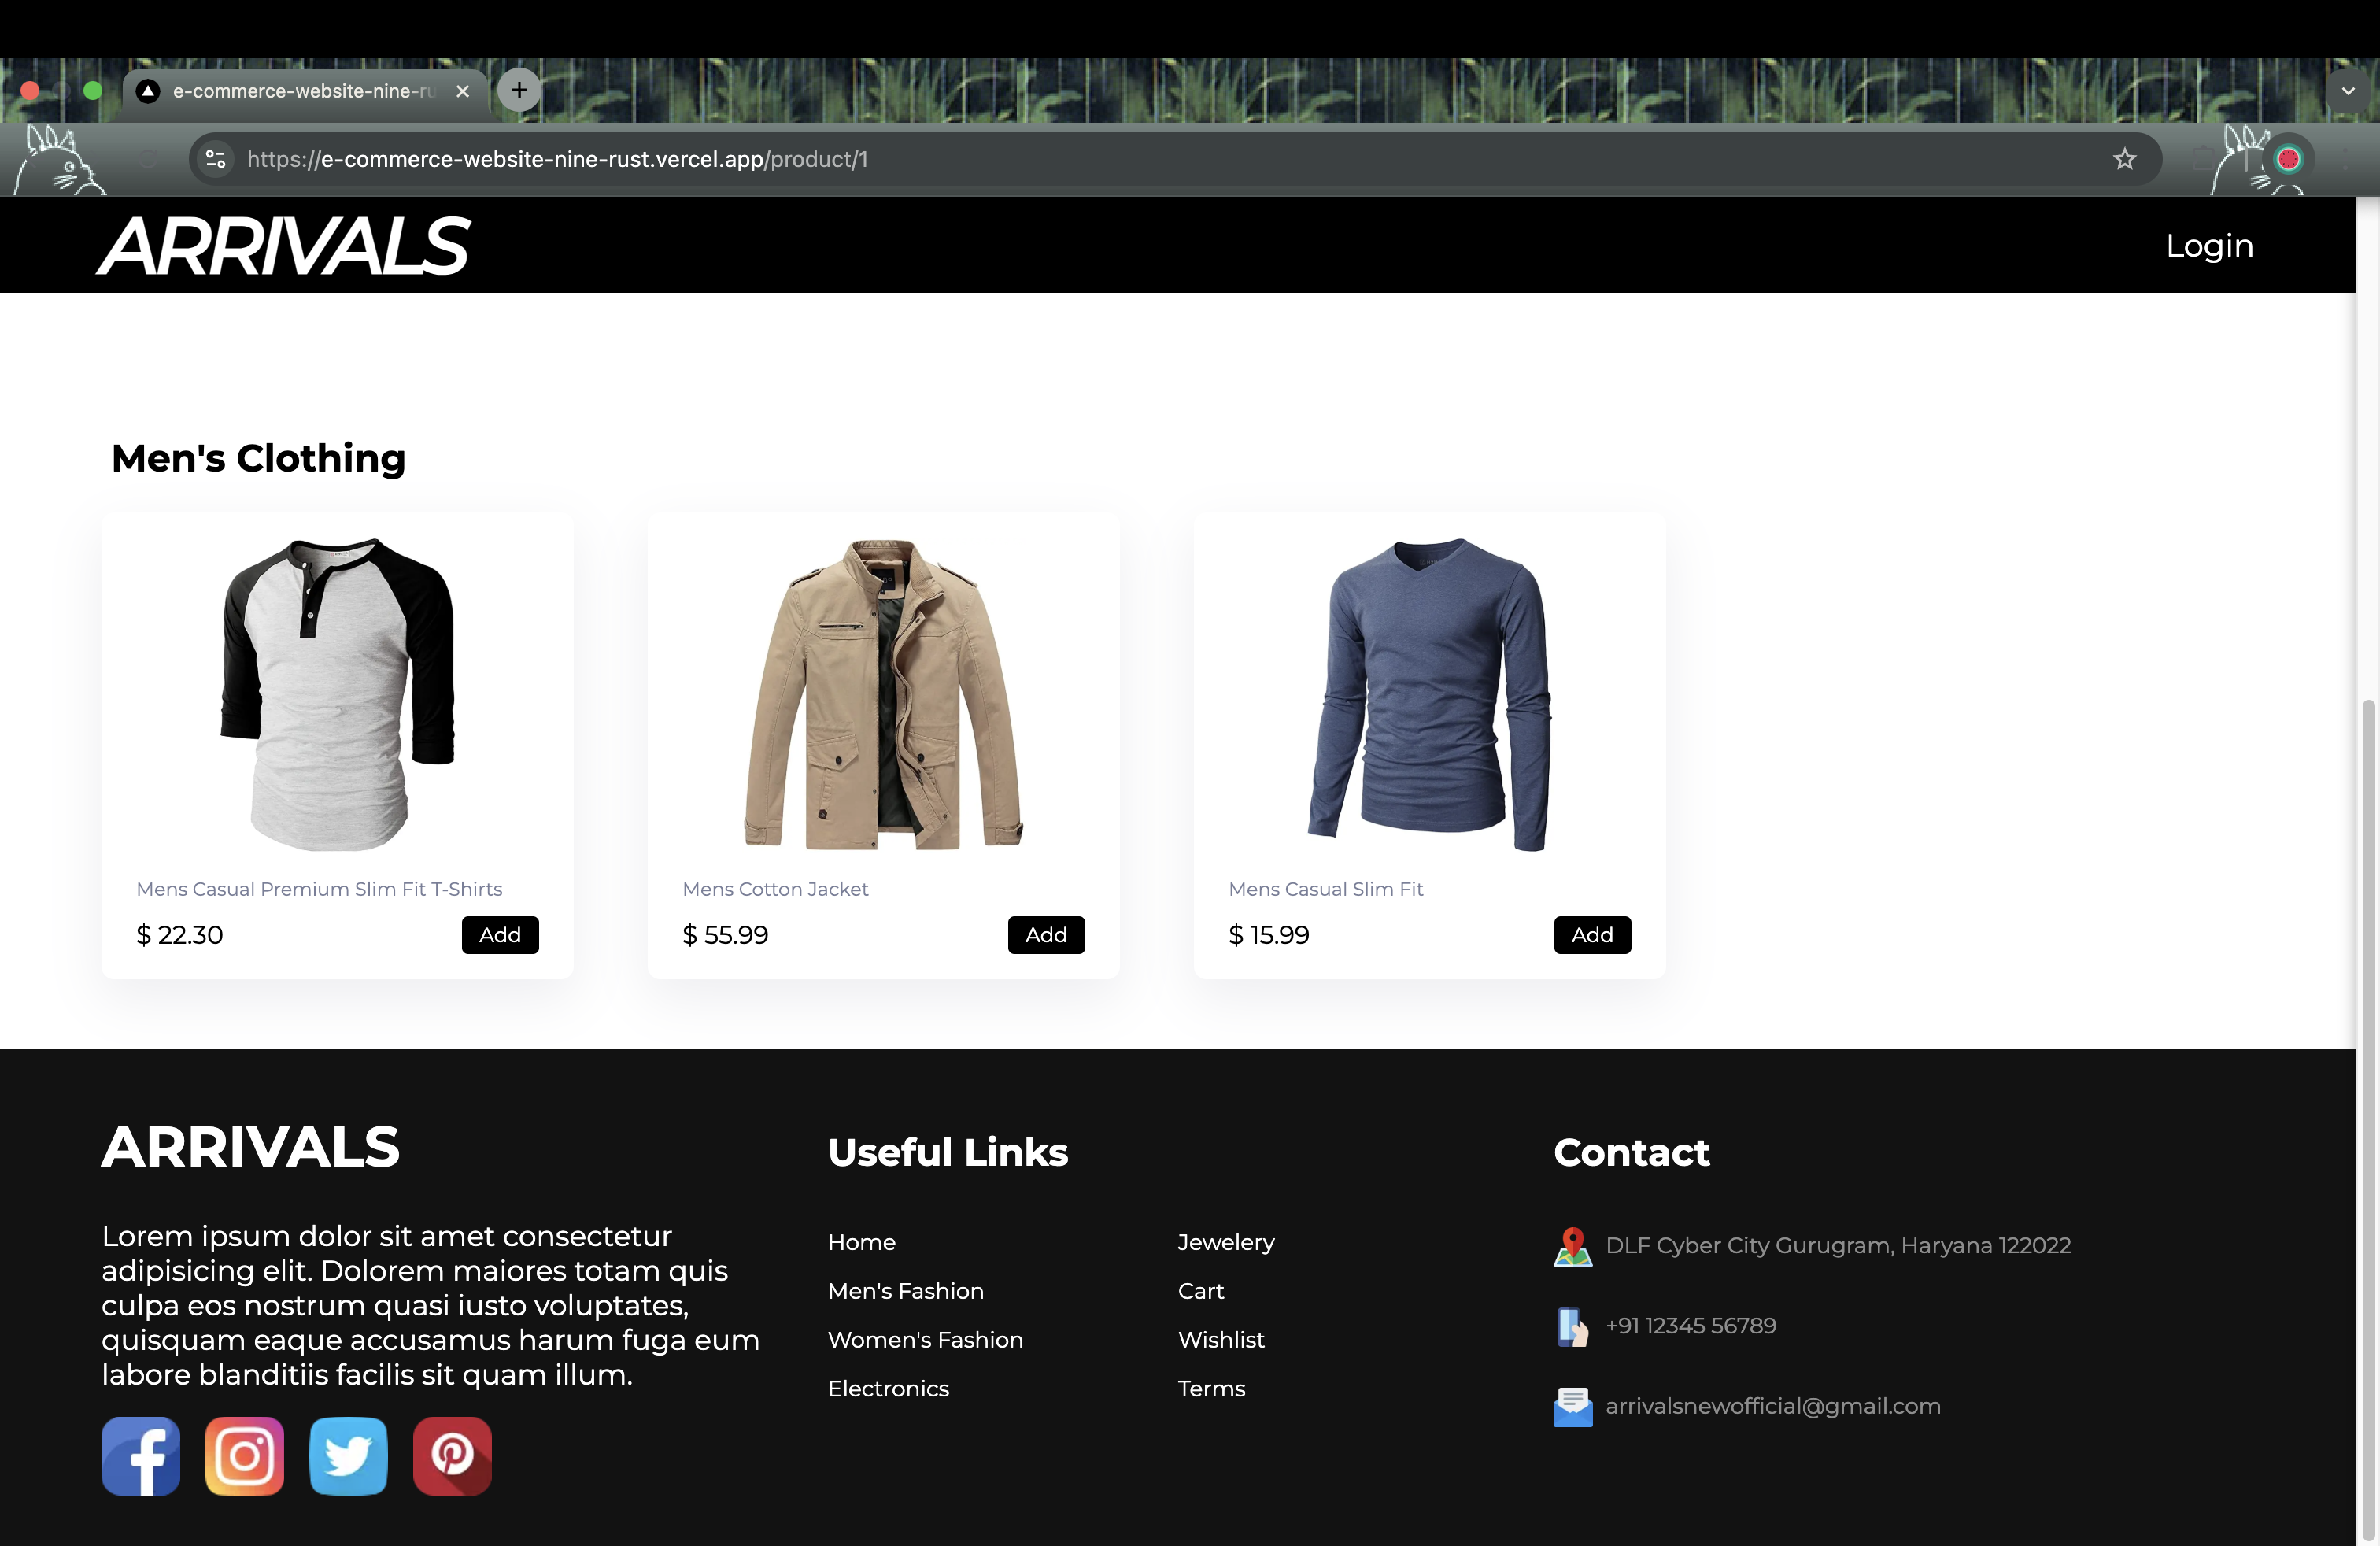 e-commerce-website-nine-ru
https://e-commerce-website-nine-rust.vercel.app/product/1
ARRIVALS
Login
Men's Clothing
Mens Casual Premium Slim Fit T-Shirts
$ 22.30
Add
Mens Cotton Jacket
$ 55.99
Add
Mens Casual Slim Fit
$ 15.99
Add
ARRIVALS
Lorem ipsum dolor sit amet consectetur
adipisicing elit. Dolorem maiores totam quis
culpa eos nostrum quasi iusto voluptates,
quisquam eaque accusamus harum fuga eum
labore blanditiis facilis sit quam illum.
Useful Links
Home
Men's Fashion
Women's Fashion
Electronics
Jewelery
Cart
Wishlist
Terms
Contact
DLF Cyber City Gurugram, Haryana 122022
+91 12345 56789
arrivalsnewofficial@gmail.com